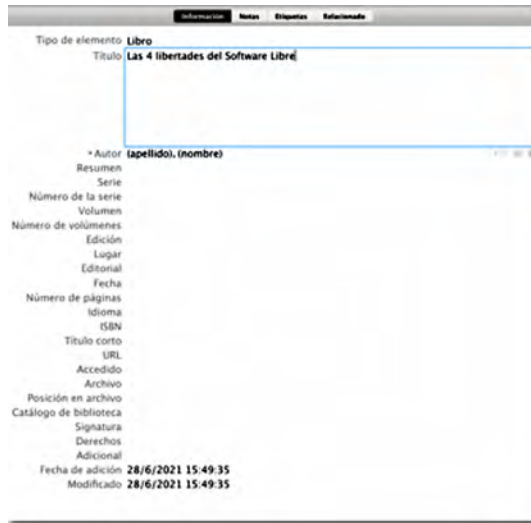 Información Notas Etiquetas Relacionado
Tipo de elemento Libro
Título Las 4 libertades del Software Libre
Autor (apellido), (nombre)
Resumen
Serie
Número de la serie
Volumen
Número de volúmenes
Edición
Lugar
Editorial
Fecha
Número de páginas
Idioma
ISBN
Título corto
URL
Accedido
Archivo
Posición en archivo
Catálogo de biblioteca
Signatura
Derechos
Adicional
Fecha de adición 28/6/2021 15:49:35
Modificado 28/6/2021 15:49:35